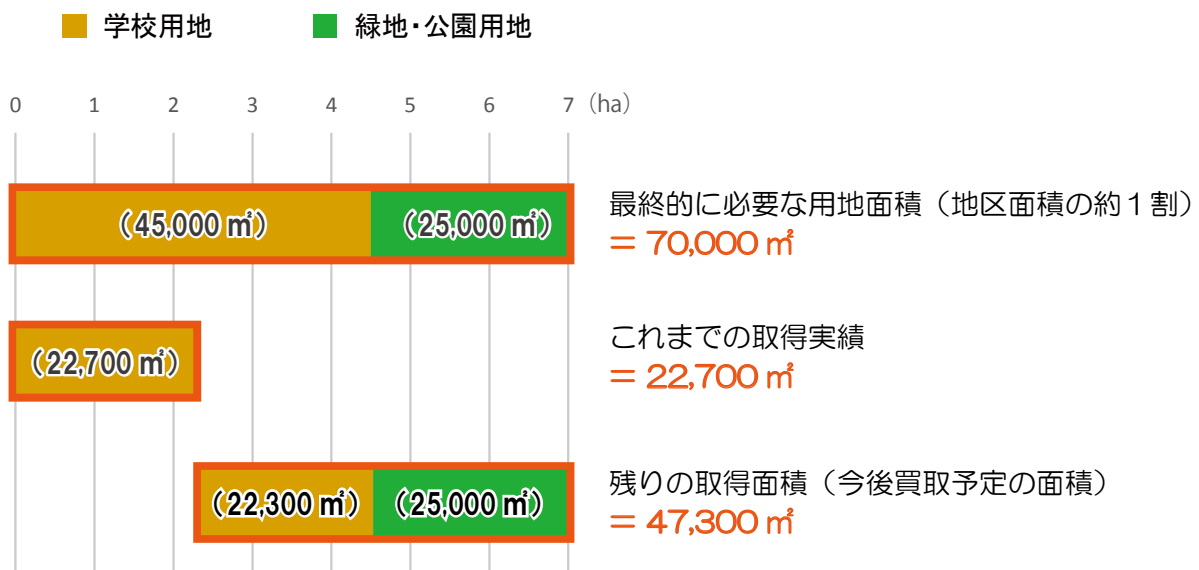 学校用地 緑地・公園用地
0 1 2 3 4 5 6 7 (ha)
(45,000 ㎡) (25,000 ㎡)
最終的に必要な用地面積（地区面積の約１割）
= 70,000 ㎡
(22,700 ㎡)
これまでの取得実績
= 22,700 ㎡
(22,300 ㎡) (25,000 ㎡)
残りの取得面積（今後買取予定の面積）
= 47,300 ㎡